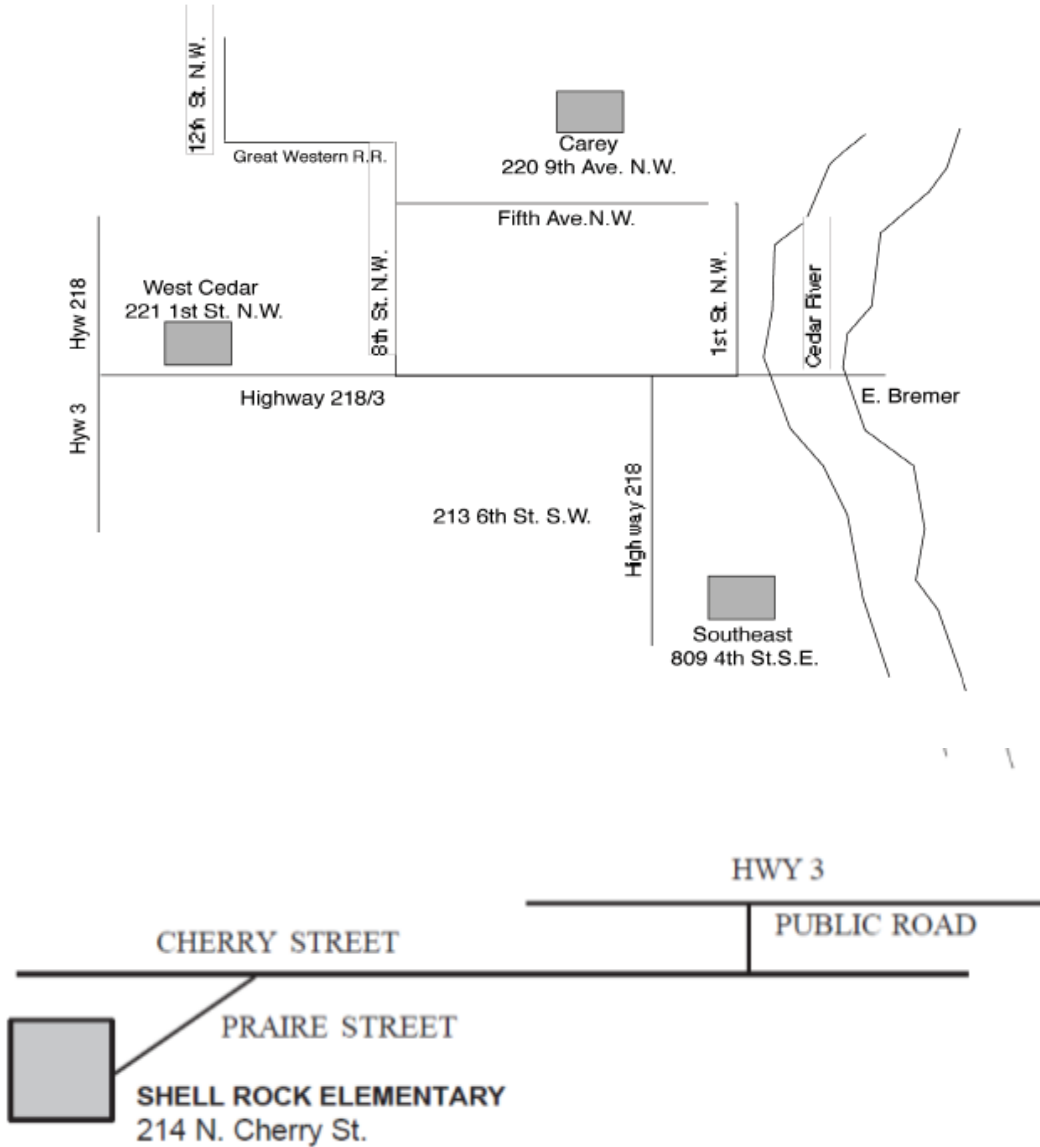 12th St. N.W.
Great Western R.R.
Carey
220 9th Ave. N.W.
Fifth Ave.N.W.
Hyw 218
West Cedar
221 1st St. N.W.
8th St. N.W.
1st St. N.W.
Cedar River
Hyw 3
Highway 218/3
E. Bremer
213 6th St. S.W.
Highway 218
Southeast
809 4th St.S.E.
HWY 3
PUBLIC ROAD
CHERRY STREET
PRAIRE STREET
SHELL ROCK ELEMENTARY
214 N. Cherry St.